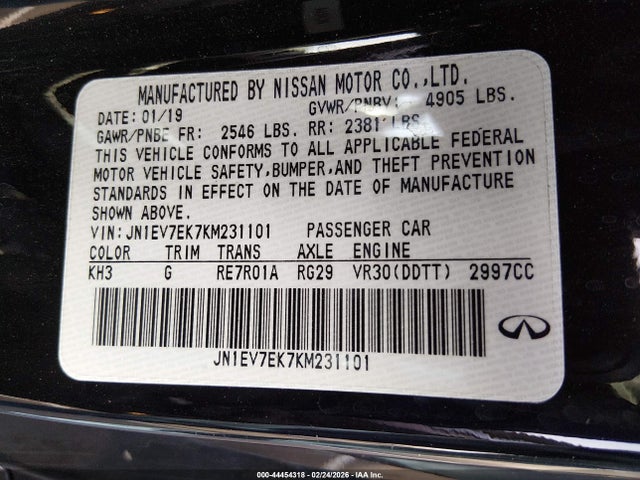 MANUFACTURED BY NISSAN MOTOR CO.,LTD.
DATE: 01/19 GVWR/PNBV: 4905 LBS.
GAWR/PNBE FR: 2546 LBS. RR: 2381 LBS.
THIS VEHICLE CONFORMS TO ALL APPLICABLE FEDERAL
MOTOR VEHICLE SAFETY,BUMPER,AND THEFT PREVENTION
STANDARDS IN EFFECT ON THE DATE OF MANUFACTURE
SHOWN ABOVE.
VIN:JN1EV7EK7KM231101 PASSENGER CAR
COLOR TRIM TRANS AXLE ENGINE
KH3 G RE7R01A RG29 VR30(DDTT) 2997CC
JN1EV7EK7KM231101
000-44454318 - 02/24/2026 - IAA Inc.